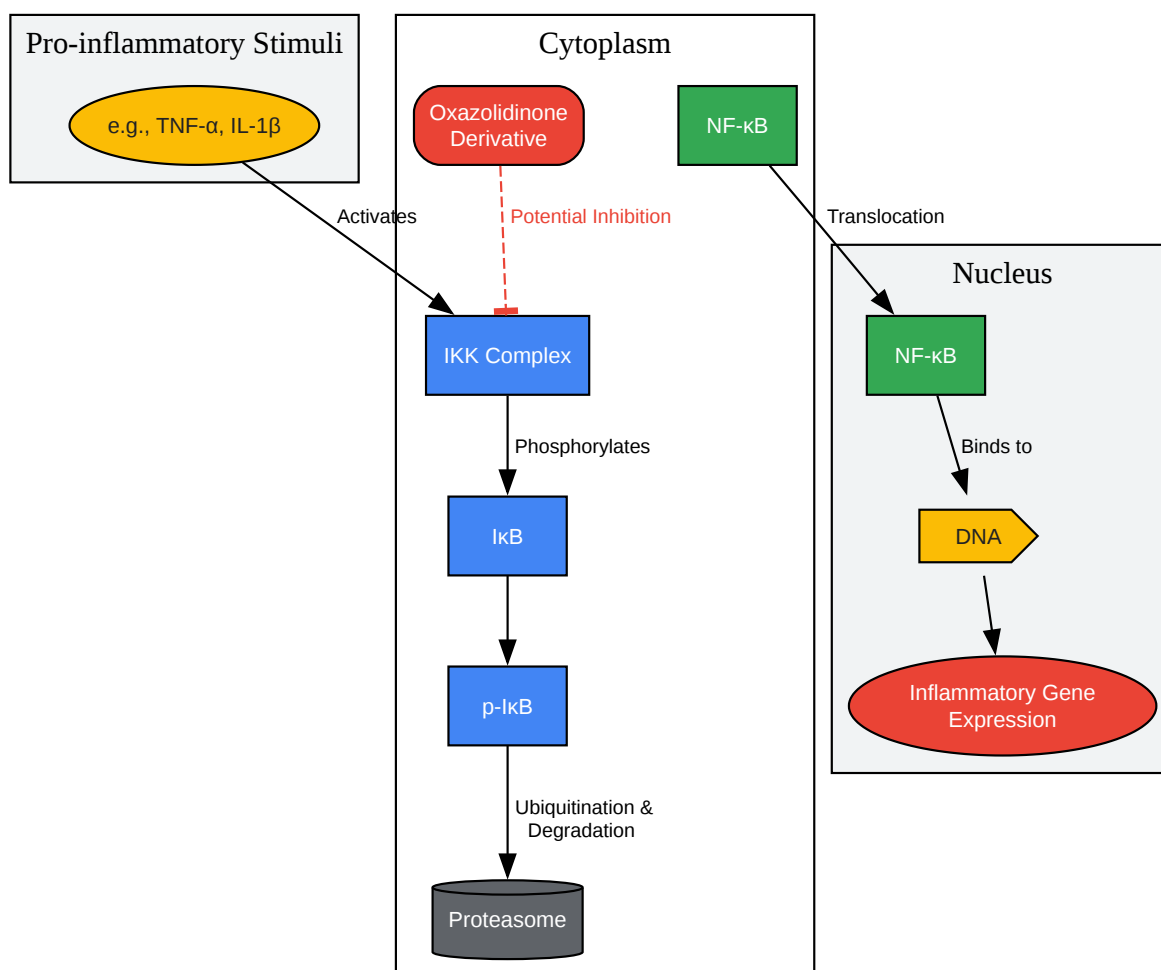 Pro-inflammatory Stimuli
e.g., TNF-α, IL-1β
Activates
Cytoplasm
Oxazolidinone
Derivative
Potential Inhibition
NF-κB
Translocation
IKK Complex
Phosphorylates
IκB
p-IκB
Ubiquitination &
Degradation
Proteasome
Nucleus
NF-κB
Binds to
DNA
Inflammatory Gene
Expression